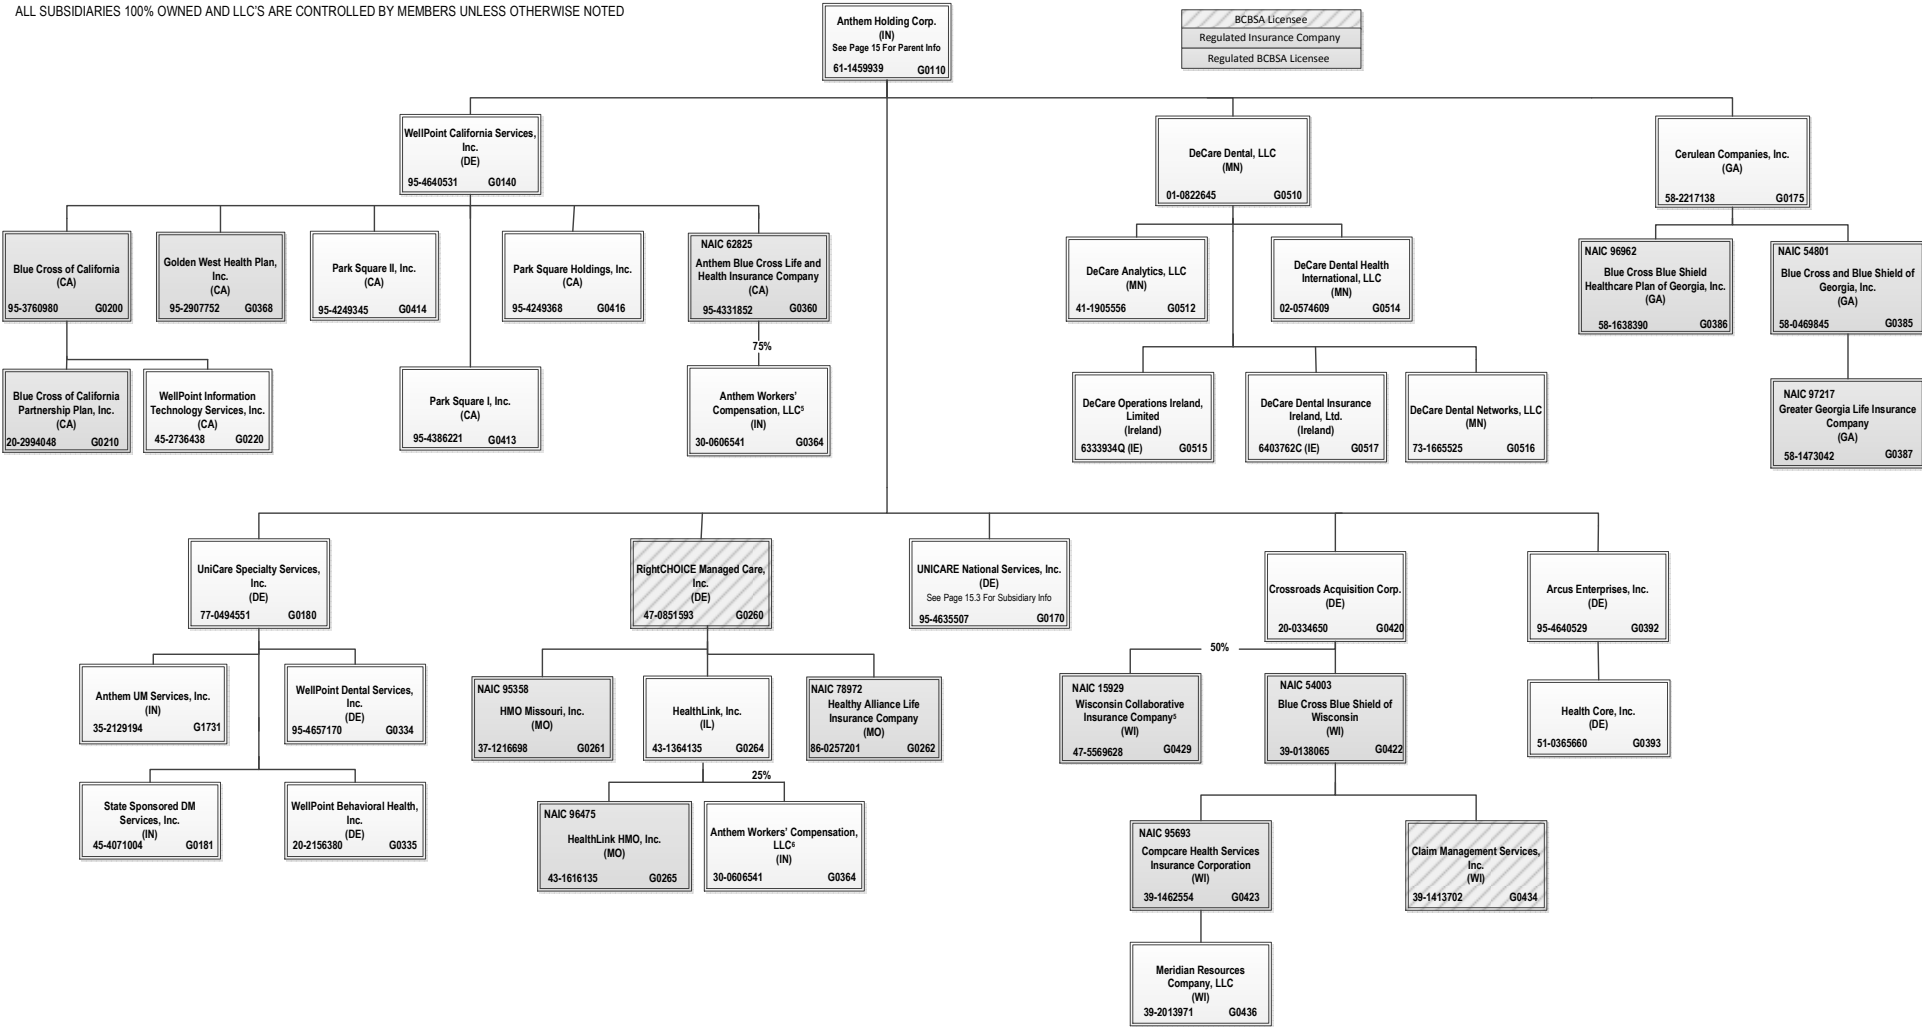 ALL SUBSIDIARIES 100% OWNED AND LLC'S ARE CONTROLLED BY MEMBERS UNLESS OTHERWISE NOTED
Anthem Holding Corp.
(IN)
See Page 15 For Parent Info
61-1459939 G0110
BCBSA Licensee
Regulated Insurance Company
Regulated BCBSA Licensee
WellPoint California Services,
Inc.
(DE)
95-4640531 G0140
DeCare Dental, LLC
(MN)
01-0822645 G0510
Cerulean Companies, Inc.
(GA)
58-2217138 G0175
Blue Cross of California
(CA)
95-3760980 G0200
Golden West Health Plan,
Inc.
(CA)
95-2907752 G0368
Park Square II, Inc.
(CA)
95-4249345 G0414
Park Square Holdings, Inc.
(CA)
95-4249368 G0416
NAIC 62825
Anthem Blue Cross Life and
Health Insurance Company
(CA)
95-4331852 G0360
DeCare Analytics, LLC
(MN)
41-1905556 G0512
DeCare Dental Health
International, LLC
(MN)
02-0574609 G0514
NAIC 96962
Blue Cross Blue Shield
Healthcare Plan of Georgia, Inc.
(GA)
58-1638390 G0386
NAIC 54801
Blue Cross and Blue Shield of
Georgia, Inc.
(GA)
58-0469845 G0385
75%
Blue Cross of California
Partnership Plan, Inc.
(CA)
20-2994048 G0210
WellPoint Information
Technology Services, Inc.
(CA)
45-2736438 G0220
Park Square I, Inc.
(CA)
95-4386221 G0413
Anthem Workers'
Compensation, LLC⁵
(IN)
30-0606541 G0364
DeCare Operations Ireland,
Limited
(Ireland)
6333934Q (IE) G0515
DeCare Dental Insurance
Ireland, Ltd.
(Ireland)
6403762C (IE) G0517
DeCare Dental Networks, LLC
(MN)
73-1665525 G0516
NAIC 97217
Greater Georgia Life Insurance
Company
(GA)
58-1473042 G0387
UniCare Specialty Services,
Inc.
(DE)
77-0494551 G0180
RightCHOICE Managed Care,
Inc.
(DE)
47-0851593 G0260
UNICARE National Services, Inc.
(DE)
See Page 15.3 For Subsidiary Info
95-4635507 G0170
Crossroads Acquisition Corp.
(DE)
20-0334650 G0420
Arcus Enterprises, Inc.
(DE)
95-4640529 G0392
50%
Anthem UM Services, Inc.
(IN)
35-2129194 G1731
WellPoint Dental Services,
Inc.
(DE)
95-4657170 G0334
NAIC 95358
HMO Missouri, Inc.
(MO)
37-1216698 G0261
HealthLink, Inc.
(IL)
43-1364135 G0264
NAIC 78972
Healthy Alliance Life
Insurance Company
(MO)
86-0257201 G0262
NAIC 15929
Wisconsin Collaborative
Insurance Company⁵
(WI)
47-5569628 G0429
NAIC 54003
Blue Cross Blue Shield of
Wisconsin
(WI)
39-0138065 G0422
Health Core, Inc.
(DE)
51-0365660 G0393
25%
State Sponsored DM
Services, Inc.
(IN)
45-4071004 G0181
WellPoint Behavioral Health,
Inc.
(DE)
20-2156380 G0335
NAIC 96475
HealthLink HMO, Inc.
(MO)
43-1616135 G0265
Anthem Workers' Compensation,
LLC⁶
(IN)
30-0606541 G0364
NAIC 95693
Compcare Health Services
Insurance Corporation
(WI)
39-1462554 G0423
Claim Management Services,
Inc.
(WI)
39-1413702 G0434
Meridian Resources
Company, LLC
(WI)
39-2013971 G0436